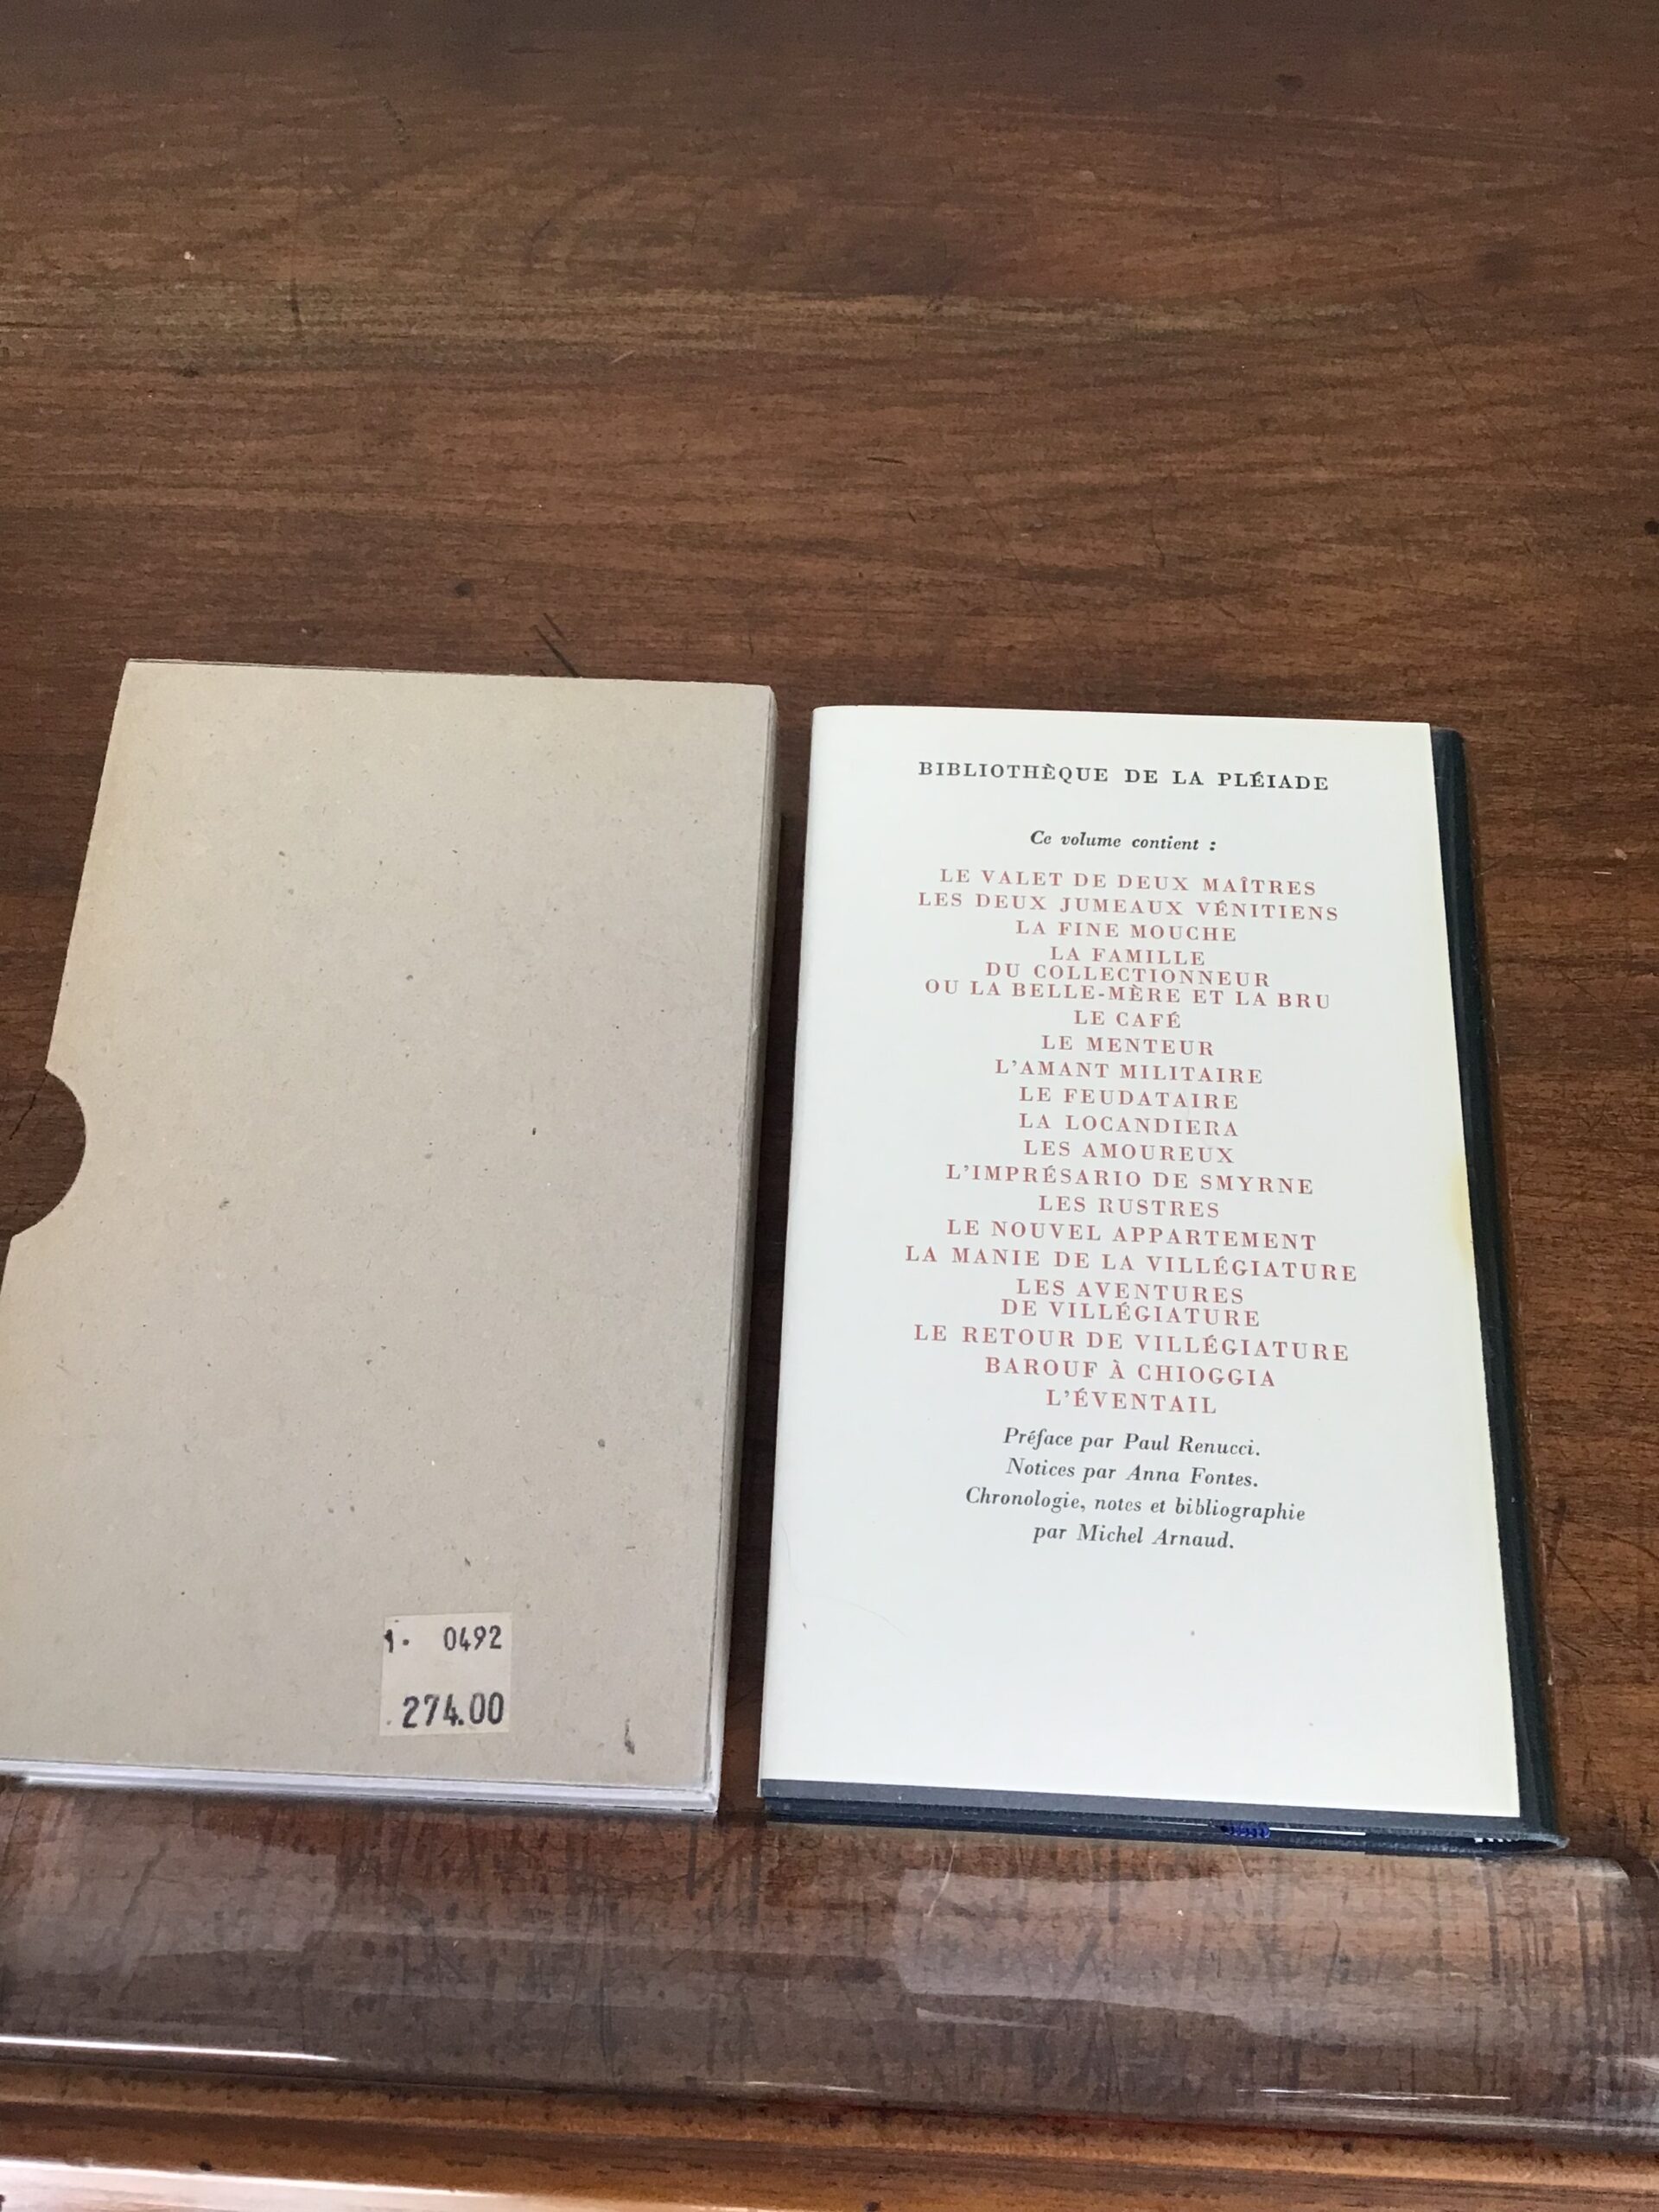 BIBLIOTHÈQUE DE LA PLÉIADE
Ce volume contient :
LE VALET DE DEUX MAÎTRES
LES DEUX JUMEAUX VÉNITIENS
LA FINE MOUCHE
LA FAMILLE
DU COLLECTIONNEUR
OU LA BELLE-MÈRE ET LA BRU
LE CAFÉ
LE MENTEUR
L'AMANT MILITAIRE
LE FEUDATAIRE
LA LOCANDIERA
LES AMOUREUX
L'IMPRÉSARIO DE SMYRNE
LES RUSTRES
LE NOUVEL APPARTEMENT
LA MANIE DE LA VILLÉGIATURE
LES AVENTURES
DE VILLÉGIATURE
LE RETOUR DE VILLÉGIATURE
BAROUF À CHIOGGIA
L'ÉVENTAIL
Préface par Paul Renucci.
Notices par Anna Fontes.
Chronologie, notes et bibliographie
par Michel Arnaud.
1. 0492
274.00